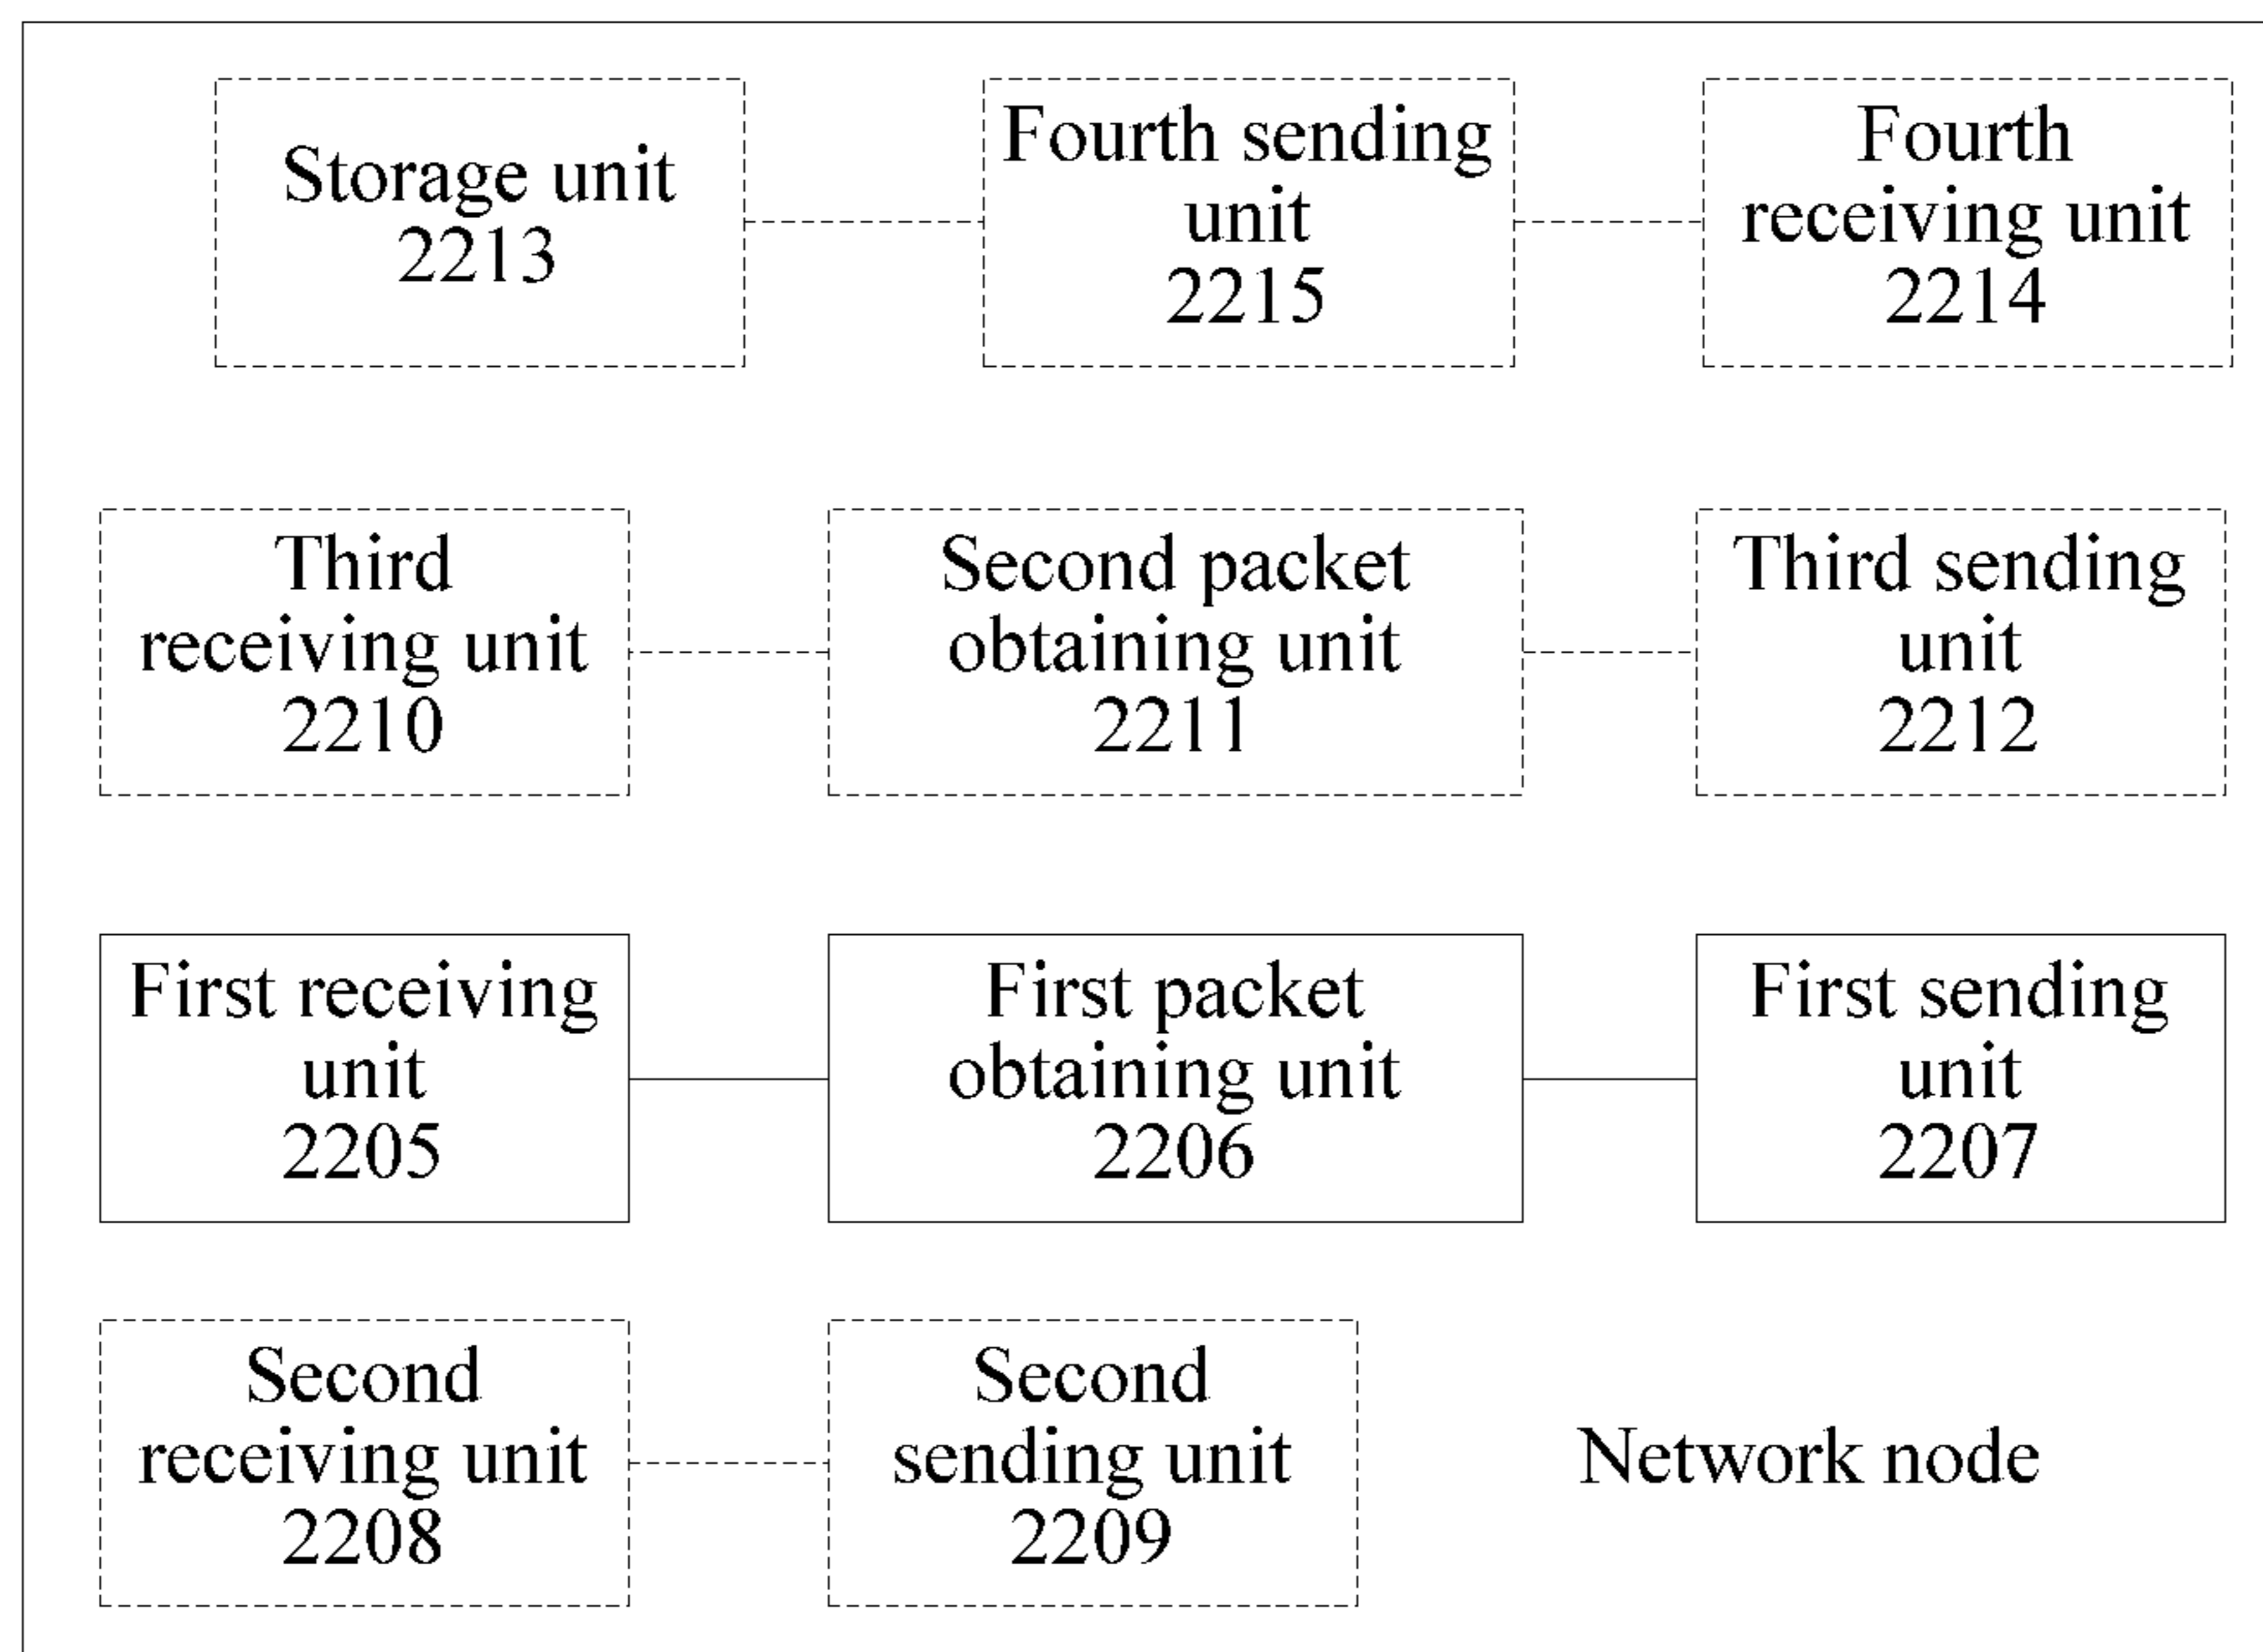 Storage unit
2213
Fourth sending
unit
2215
Fourth
receiving unit
2214
Third
receiving unit
2210
Second packet
obtaining unit
2211
Third sending
unit
2212
First receiving
unit
2205
First packet
obtaining unit
2206
First sending
unit
2207
Second
receiving unit
2208
Second
sending unit
2209
Network node